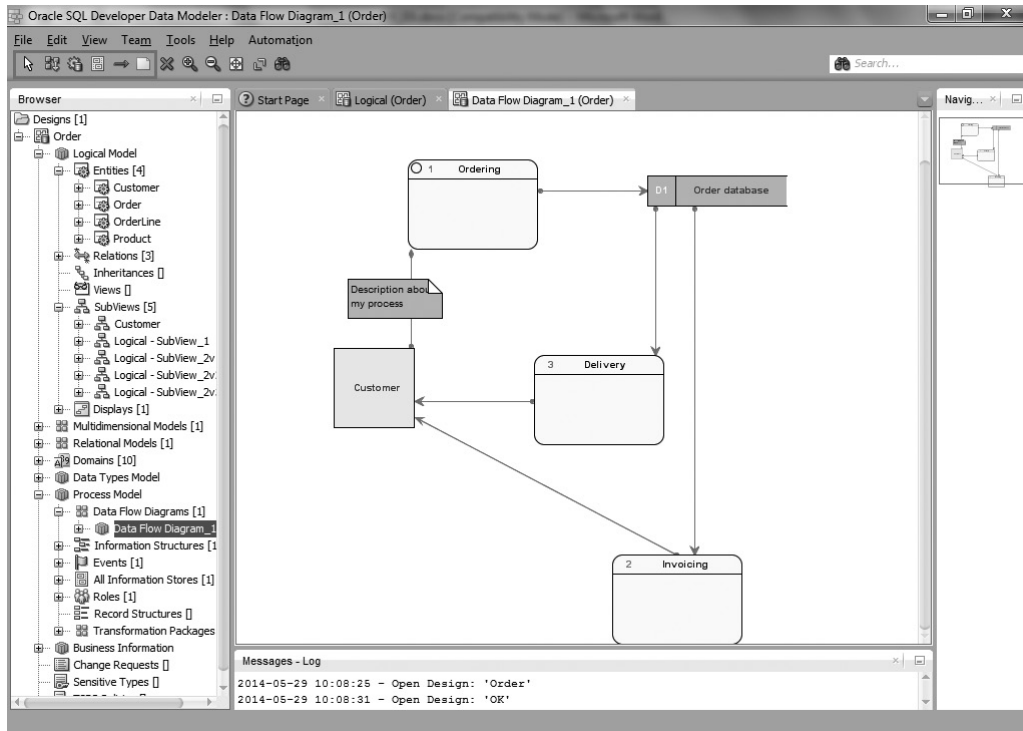 Oracle SQL Developer Data Modeler : Data Flow Diagram_1 (Order)
File Edit View Team Tools Help Automation
Search...
Browser
Designs [1]
Order
Logical Model
Entities [4]
Customer
Order
OrderLine
Product
Relations [3]
Inheritances []
Views []
SubViews [5]
Customer
Logical - SubView_1
Logical - SubView_2v
Logical - SubView_2v
Logical - SubView_2v
Displays [1]
Multidimensional Models [1]
Relational Models [1]
Domains [10]
Data Types Model
Process Model
Data Flow Diagrams [1]
Data Flow Diagram_1
Information Structures [1
Events [1]
All Information Stores [1]
Roles [1]
Record Structures []
Transformation Packages
Business Information
Change Requests []
Sensitive Types []
Start Page
Logical (Order)
Data Flow Diagram_1 (Order)
1 Ordering
D1 Order database
Description abou
my process
Customer
3 Delivery
2 Invoicing
Messages - Log
2014-05-29 10:08:25 - Open Design: 'Order'
2014-05-29 10:08:31 - Open Design: 'OK'
Navig...